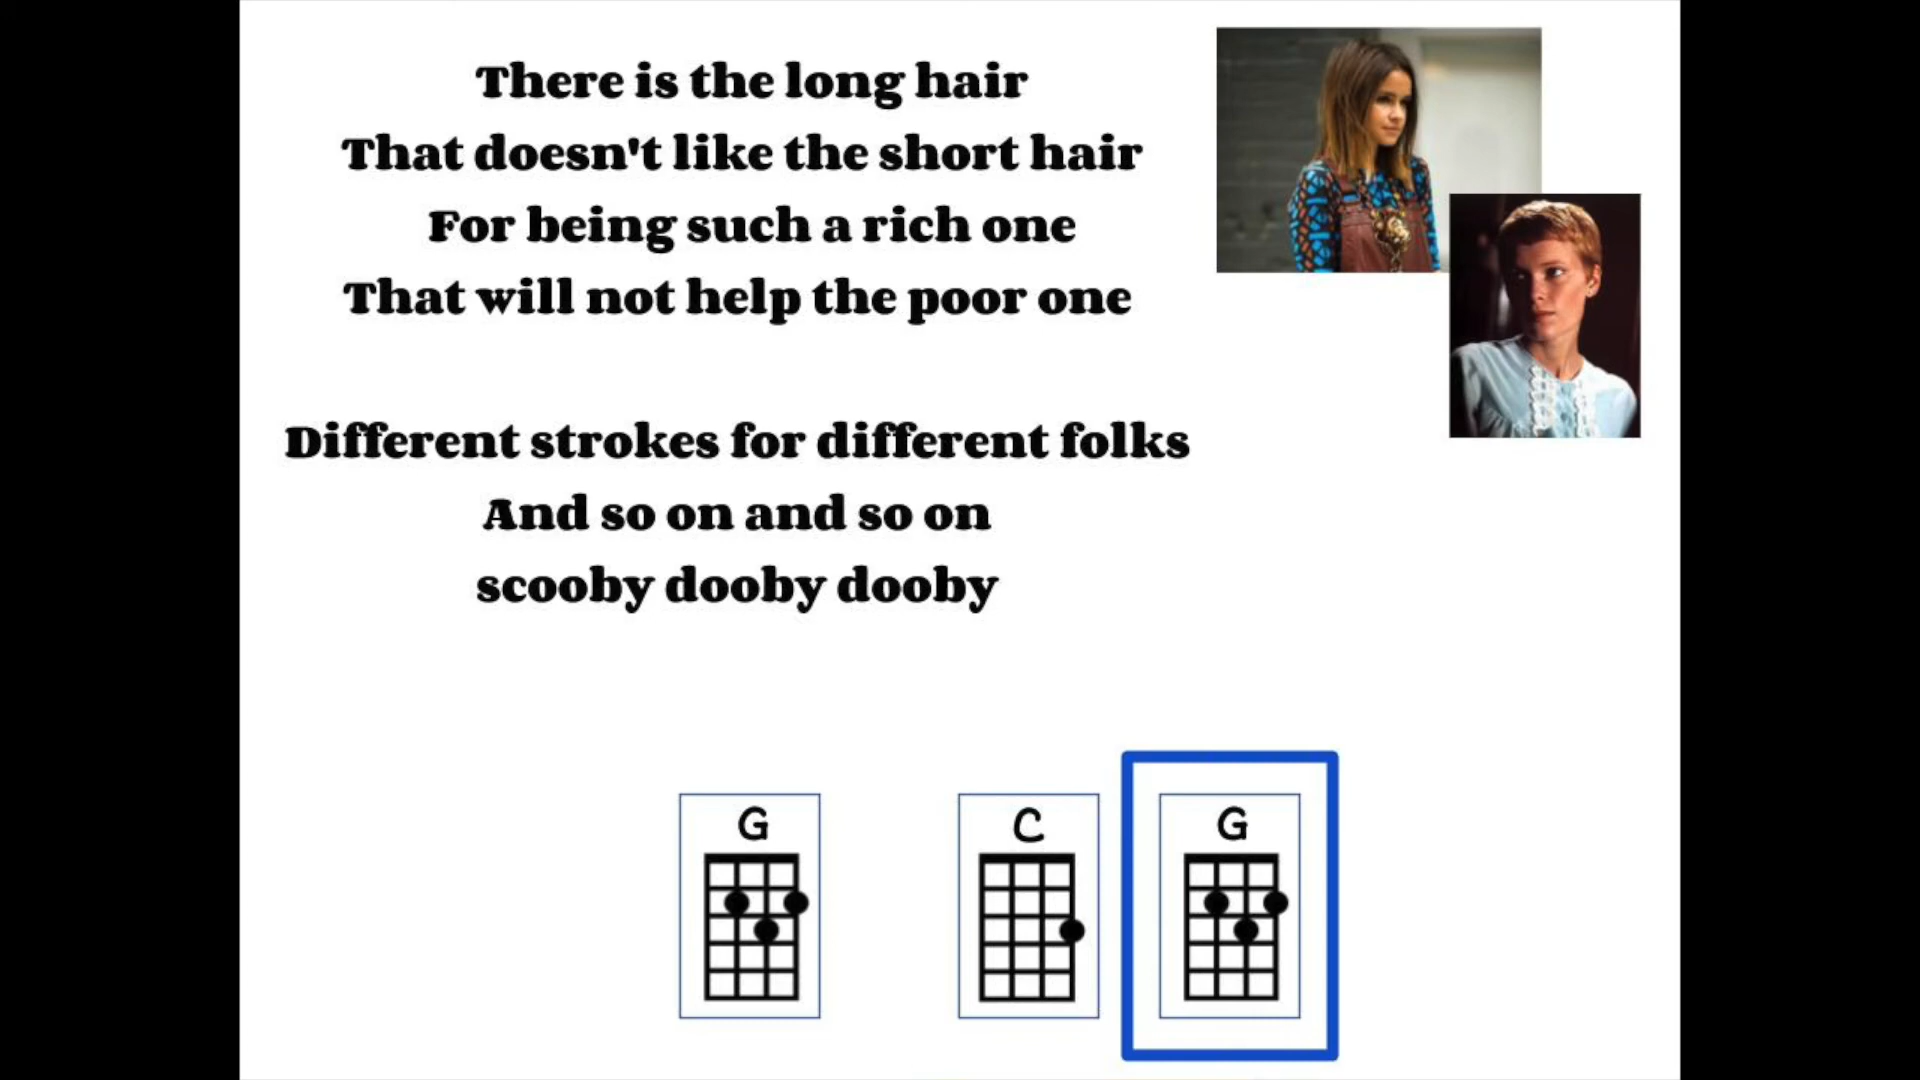 There is the long hair
That doesn't like the short hair
For being such a rich one
That will not help the poor one
Different strokes for different folks
And so on and so on
scooby dooby dooby
G C G